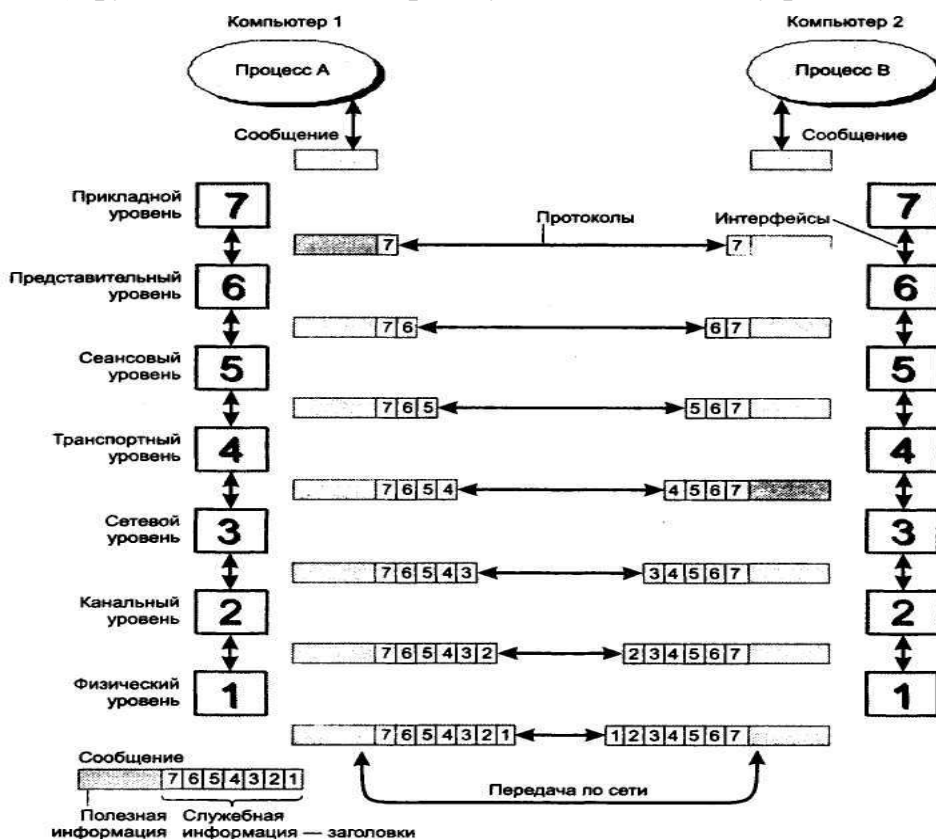 Компьютер 1
Компьютер 2
Процесс А
Процесс В
Сообщение
Сообщение
Прикладной
уровень
7
7
Протоколы
Интерфейсы
7
7
Представительный
уровень
6
6
7 6
6 7
Сеансовый
уровень
5
5
7 6 5
5 6 7
Транспортный
уровень
4
4
7 6 5 4
4 5 6 7
Сетевой
уровень
3
3
7 6 5 4 3
3 4 5 6 7
Канальный
уровень
2
2
7 6 5 4 3 2
2 3 4 5 6 7
Физический
уровень
1
1
7 6 5 4 3 2 1
1 2 3 4 5 6 7
Сообщение
7 6 5 4 3 2 1
Передача по сети
Полезная
информация
Служебная
информация — заголовки